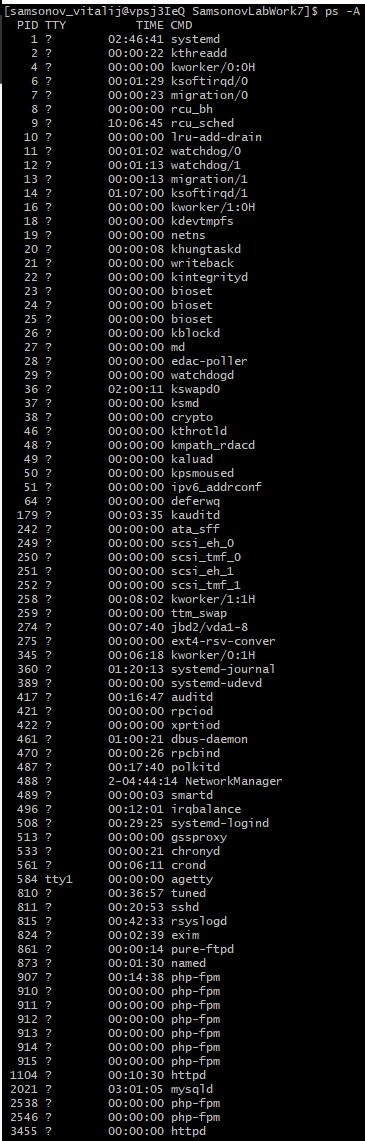 [samsonov_vitalij@vpsj3IeQ SamsonovLabWork7]$ ps -A
PID TTY TIME CMD
1 ? 02:46:41 systemd
2 ? 00:00:22 kthreadd
4 ? 00:00:00 kworker/0:0H
6 ? 00:01:29 ksoftirqd/0
7 ? 00:00:23 migration/0
8 ? 00:00:00 rcu_bh
9 ? 10:06:45 rcu_sched
10 ? 00:00:00 lru-add-drain
11 ? 00:01:02 watchdog/0
12 ? 00:01:13 watchdog/1
13 ? 00:00:13 migration/1
14 ? 01:07:00 ksoftirqd/1
16 ? 00:00:00 kworker/1:0H
18 ? 00:00:00 kdevtmpfs
19 ? 00:00:00 netns
20 ? 00:00:08 khungtaskd
21 ? 00:00:00 writeback
22 ? 00:00:00 kintegrityd
23 ? 00:00:00 bioset
24 ? 00:00:00 bioset
25 ? 00:00:00 bioset
26 ? 00:00:00 kblockd
27 ? 00:00:00 md
28 ? 00:00:00 edac-poller
29 ? 00:00:00 watchdogd
36 ? 02:00:11 kswapd0
37 ? 00:00:00 ksmd
38 ? 00:00:00 crypto
46 ? 00:00:00 kthrotld
48 ? 00:00:00 kmpath_rdacd
49 ? 00:00:00 kaluad
50 ? 00:00:00 kpsmoused
51 ? 00:00:00 ipv6_addrconf
64 ? 00:00:00 deferwq
179 ? 00:03:35 kauditd
242 ? 00:00:00 ata_sff
249 ? 00:00:00 scsi_eh_0
250 ? 00:00:00 scsi_tmf_0
251 ? 00:00:00 scsi_eh_1
252 ? 00:00:00 scsi_tmf_1
258 ? 00:08:02 kworker/1:1H
259 ? 00:00:00 ttm_swap
274 ? 00:07:40 jbd2/vda1-8
275 ? 00:00:00 ext4-rsv-conver
345 ? 00:06:18 kworker/0:1H
360 ? 01:20:13 systemd-journal
389 ? 00:00:00 systemd-udevd
417 ? 00:16:47 auditd
421 ? 00:00:00 rpciod
422 ? 00:00:00 xprtiod
461 ? 01:00:21 dbus-daemon
470 ? 00:00:26 rpcbind
487 ? 00:17:40 polkitd
488 ? 2-04:44:14 NetworkManager
489 ? 00:00:03 smartd
496 ? 00:12:01 irqbalance
508 ? 00:29:25 systemd-logind
513 ? 00:00:00 gssproxy
533 ? 00:00:21 chronyd
561 ? 00:06:11 crond
584 tty1 00:00:00 agetty
810 ? 00:36:57 tuned
811 ? 00:20:53 sshd
815 ? 00:42:33 rsyslogd
824 ? 00:02:39 exim
861 ? 00:00:14 pure-ftpd
873 ? 00:01:30 named
907 ? 00:14:38 php-fpm
910 ? 00:00:00 php-fpm
911 ? 00:00:00 php-fpm
912 ? 00:00:00 php-fpm
913 ? 00:00:00 php-fpm
914 ? 00:00:00 php-fpm
915 ? 00:00:00 php-fpm
1104 ? 00:10:30 httpd
2021 ? 03:01:05 mysqld
2538 ? 00:00:00 php-fpm
2546 ? 00:00:00 php-fpm
3455 ? 00:00:00 httpd